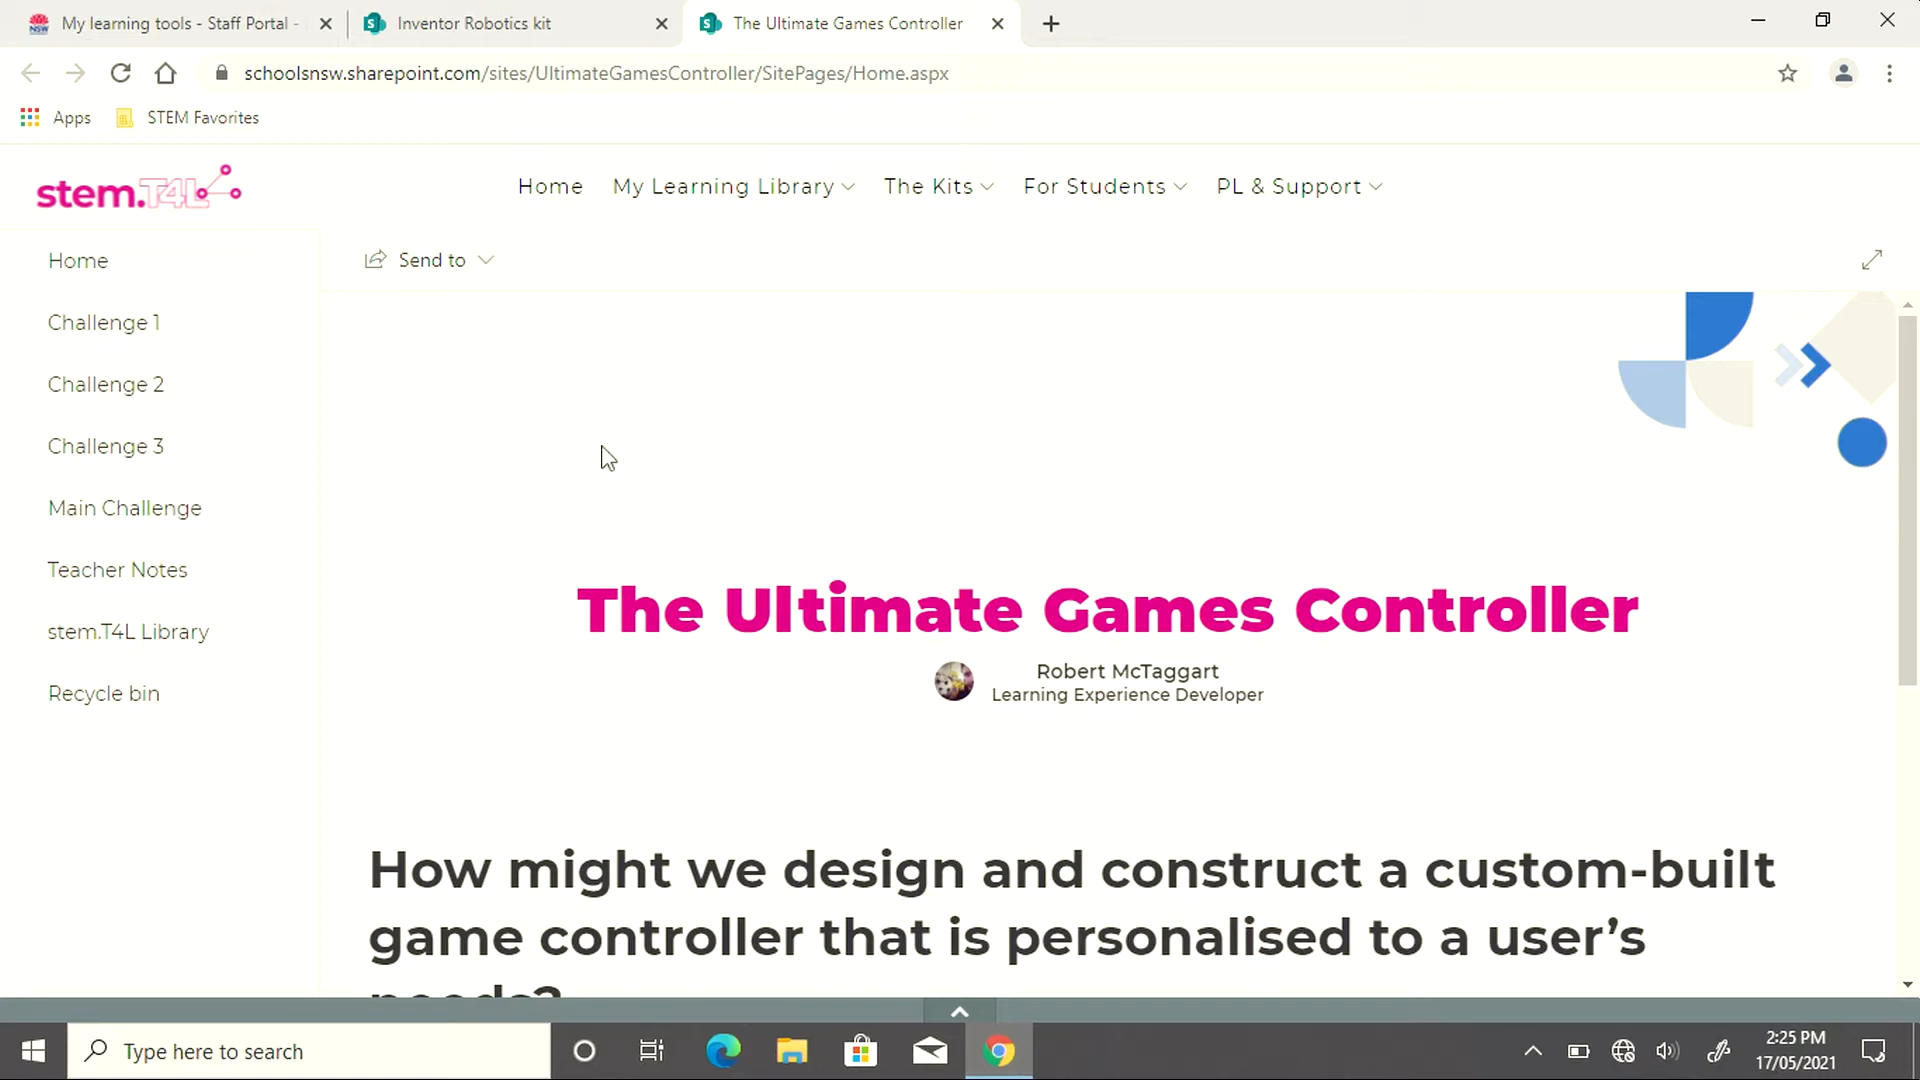 My learning tools - Staff Portal -
Inventor Robotics kit
The Ultimate Games Controller
schoolsnsw.sharepoint.com/sites/UltimateGamesController/SitePages/Home.aspx
Apps
STEM Favorites
stem.T4L
Home
My Learning Library
The Kits
For Students
PL & Support
Home
Challenge 1
Challenge 2
Challenge 3
Main Challenge
Teacher Notes
stem.T4L Library
Recycle bin
Send to
The Ultimate Games Controller
Robert McTaggart
Learning Experience Developer
How might we design and construct a custom-built
game controller that is personalised to a user’s
needs?
Type here to search
2:25 PM
17/05/2021